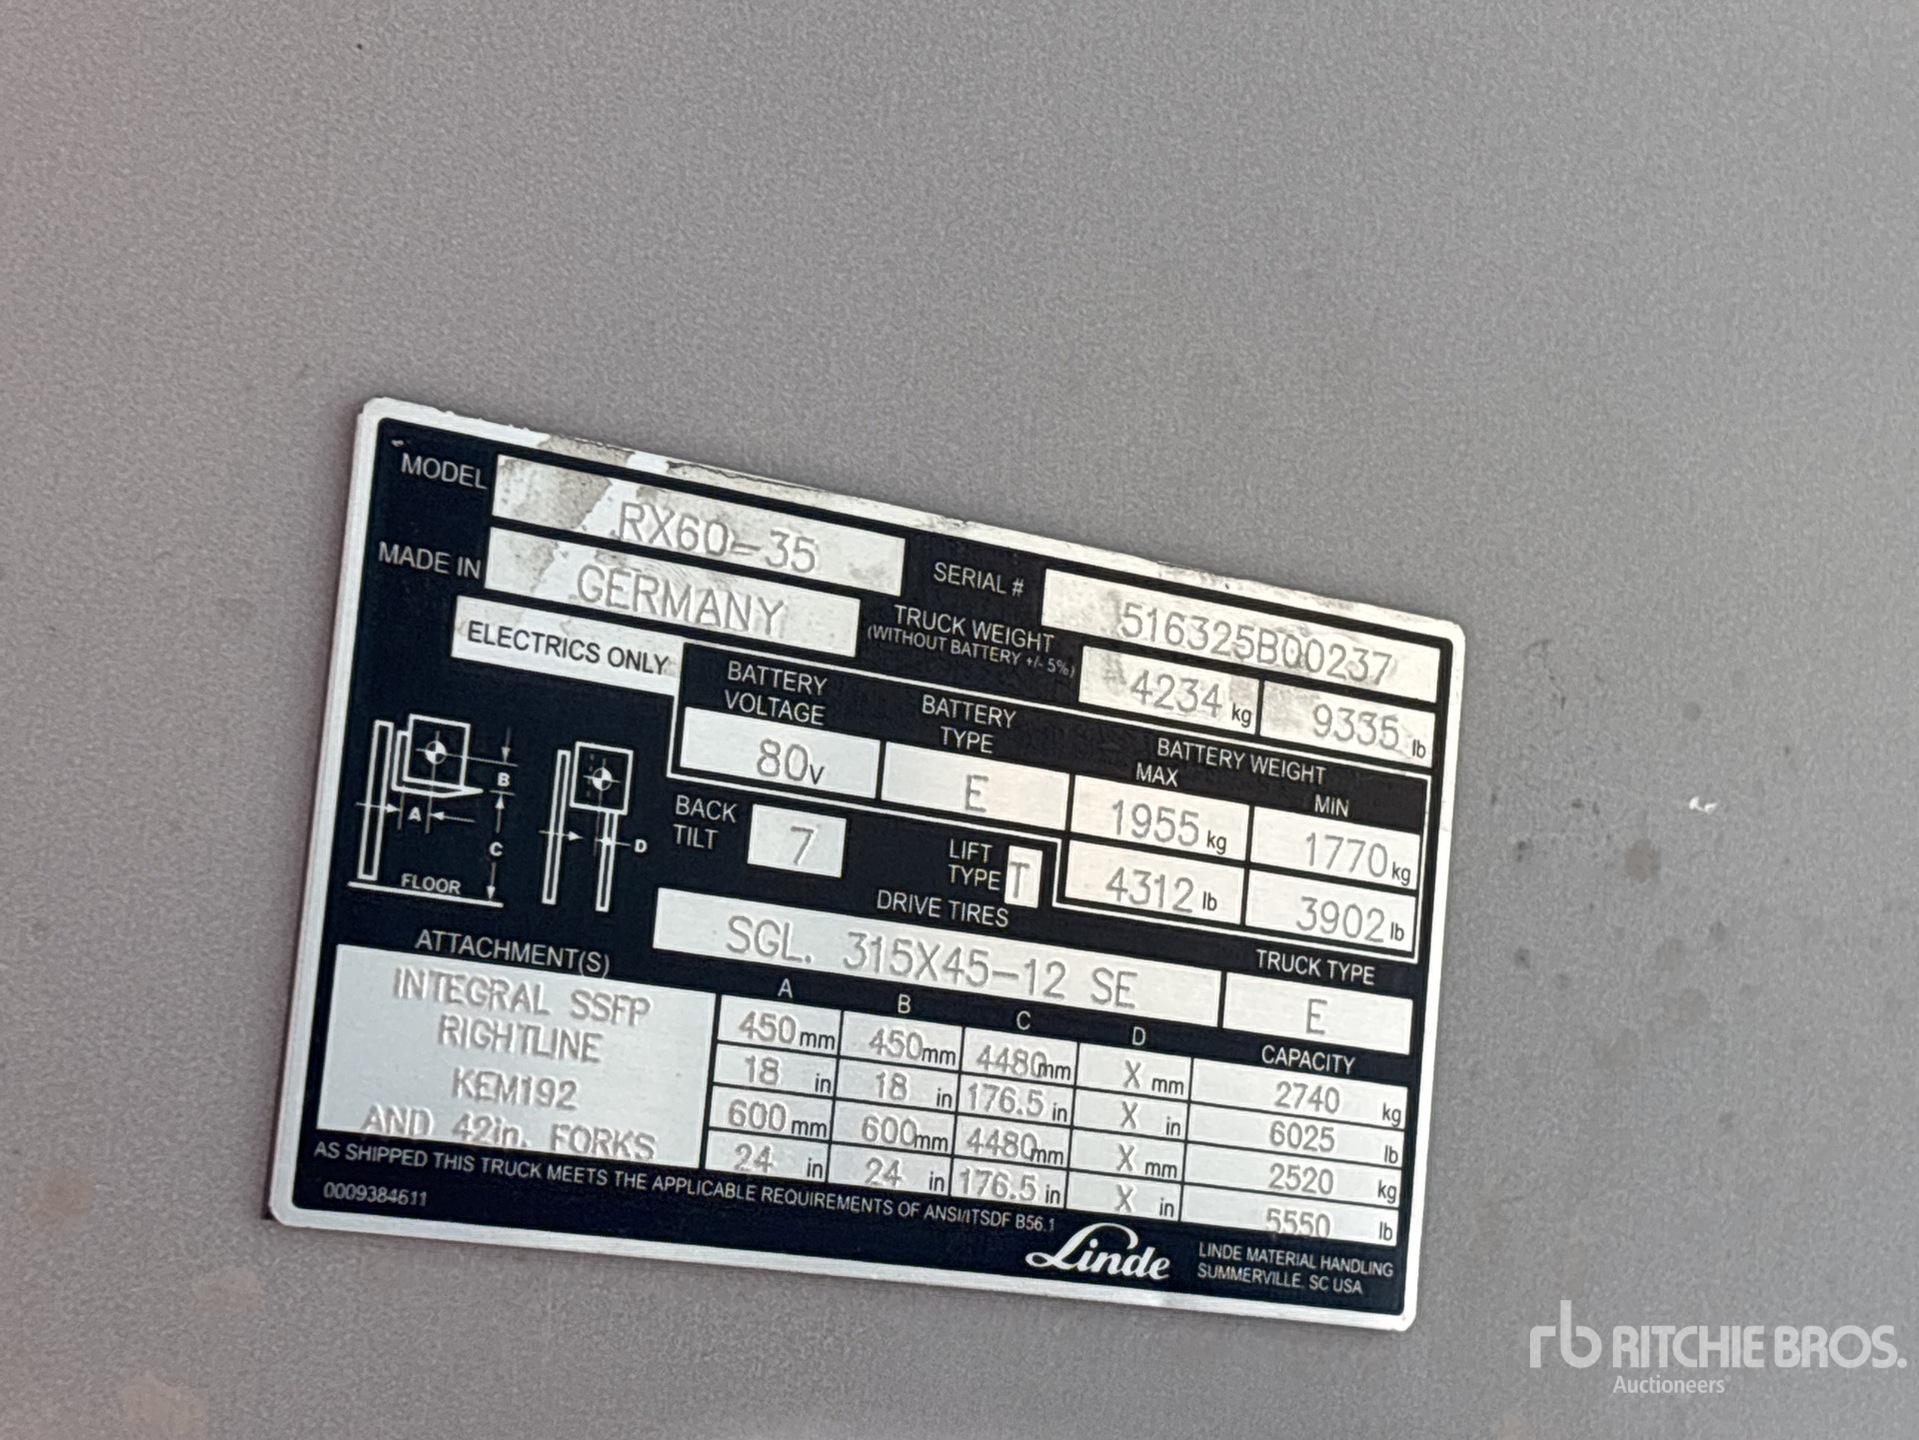 MODEL RX60-35
MADE IN GERMANY SERIAL # 516325B00237
ELECTRICS ONLY TRUCK WEIGHT (WITHOUT BATTERY +/- 5%) 4234 kg 9335 lb
BATTERY VOLTAGE BATTERY TYPE BATTERY WEIGHT
MAX MIN
80v E 1955 kg 1770 kg
4312 lb 3902 lb
BACK TILT 7 LIFT TYPE T
B
A
C
D
FLOOR
DRIVE TIRES TRUCK TYPE
SGL. 315X45-12 SE E
ATTACHMENT(S)
INTEGRAL SSFP
RIGHTLINE
KEM192
AND 42in. FORKS
A B C D CAPACITY
450 mm 450 mm 4480 mm X mm 2740 kg
18 in 18 in 176.5 in X in 6025 lb
600 mm 600 mm 4480 mm X mm 2520 kg
24 in 24 in 176.5 in X in 5550 lb
AS SHIPPED THIS TRUCK MEETS THE APPLICABLE REQUIREMENTS OF ANSI/ITSDF B56.1
0009384611
Linde
LINDE MATERIAL HANDLING
SUMMERVILLE, SC USA
rb RITCHIE BROS.
Auctioneers